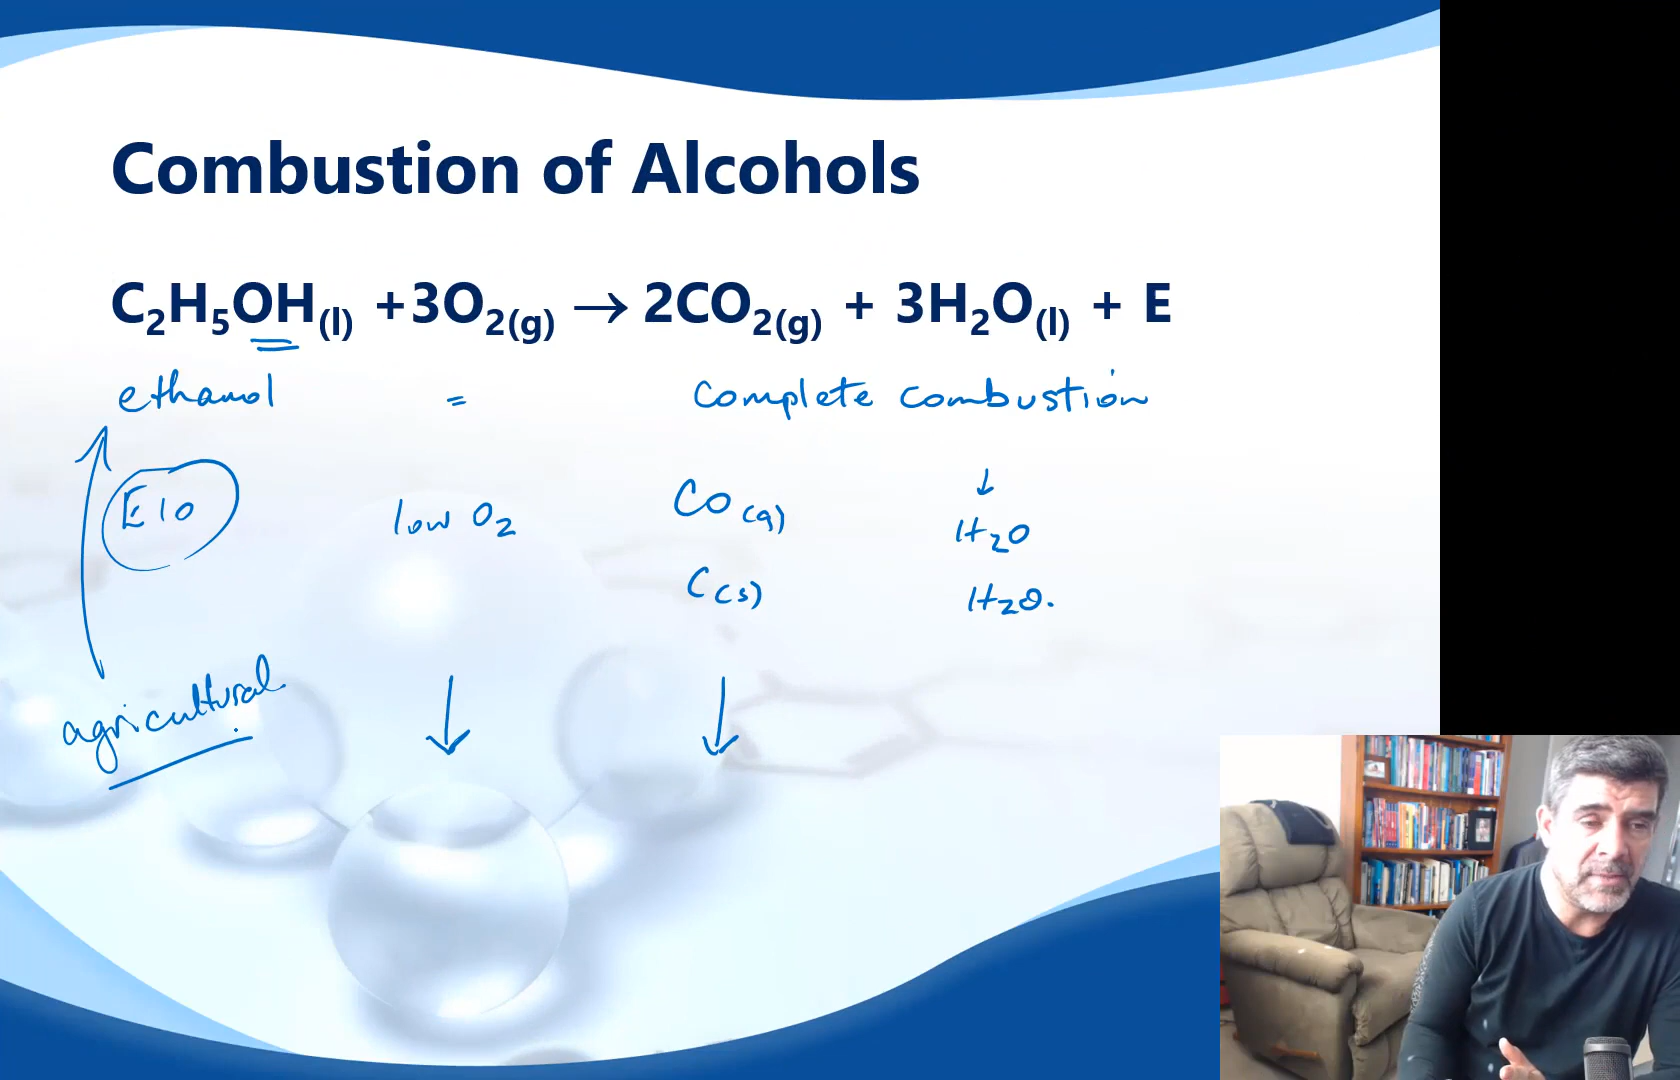 Combustion of Alcohols
C₂H₅OH(l) +3O₂(g) → 2CO₂(g) + 3H₂O(l) + E
ethanol = complete combustion
↓
E10 low O₂ CO(g) H₂O
C(s) H₂O.
agricultural ↓ ↓